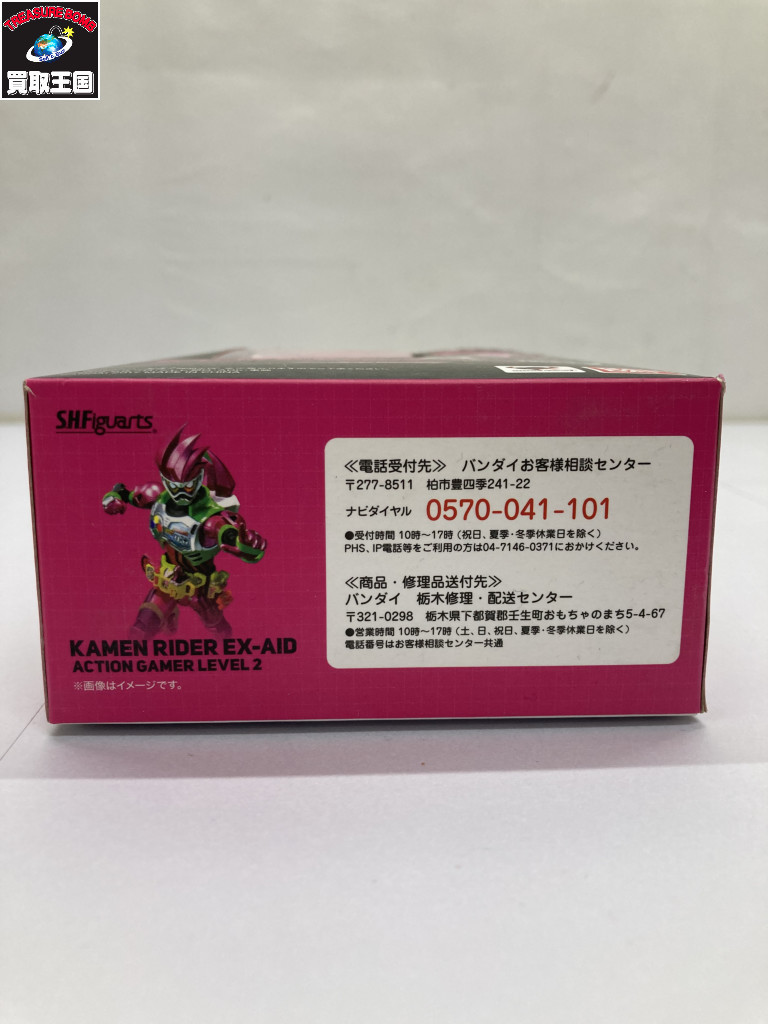 TREASURE BOMB
買取王国
S.H.Figuarts
KAMEN RIDER EX-AID
ACTION GAMER LEVEL 2
※画像はイメージです。
≪電話受付先≫ バンダイお客様相談センター
〒277-8511 柏市豊四季241-22
ナビダイヤル 0570-041-101
●受付時間 10時～17時（祝日、夏季・冬季休業日を除く）
PHS、IP電話等をご利用の方は04-7146-0371におかけください。
≪商品・修理品送付先≫
バンダイ 栃木修理・配送センター
〒321-0298 栃木県下都賀郡壬生町おもちゃのまち5-4-67
●営業時間 10時～17時（土、日、祝日、夏季・冬季休業日を除く）
電話番号はお客様相談センター共通